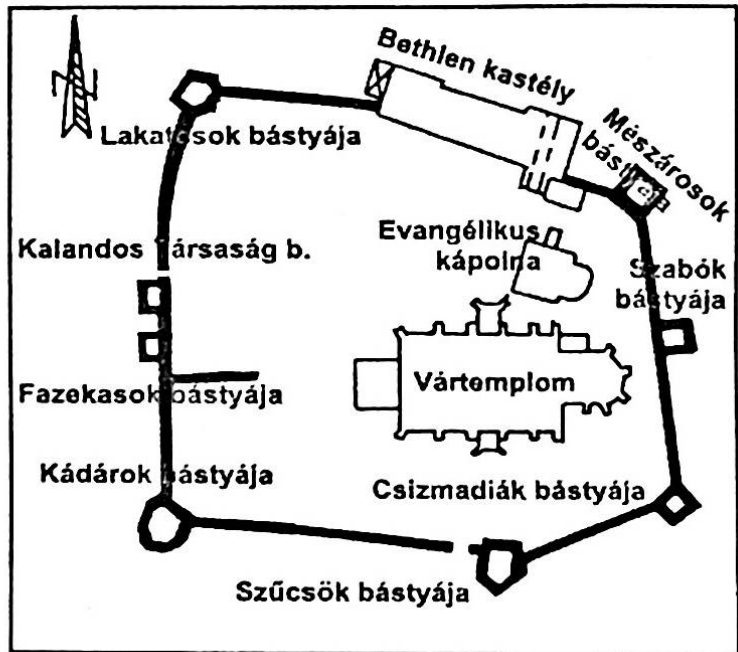 Bethlen kastély
Mészárosok
bástyája
Lakatosok bástyája
Kalandos Társaság b.
Evangélikus
kápolna
Szabók
bástyája
Vártemplom
Fazekasok bástyája
Kádárok bástyája
Csizmadiák bástyája
Szűcsök bástyája